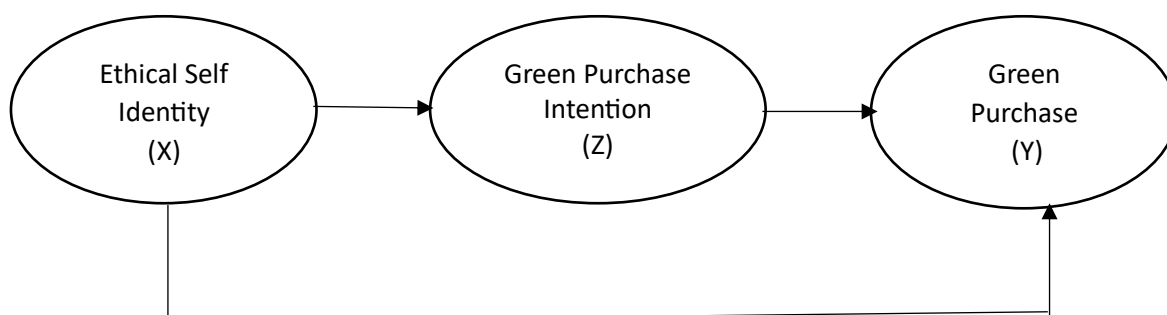 Ethical Self
Identity
(X)
Green Purchase
Intention
(Z)
Green
Purchase
(Y)